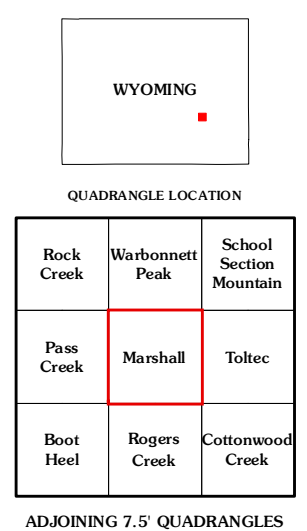 WYOMING
QUADRANGLE LOCATION
Rock
Creek
Warbonnett
Peak
School
Section
Mountain
Pass
Creek
Marshall
Toltec
Boot
Heel
Rogers
Creek
Cottonwood
Creek
ADJOINING 7.5' QUADRANGLES